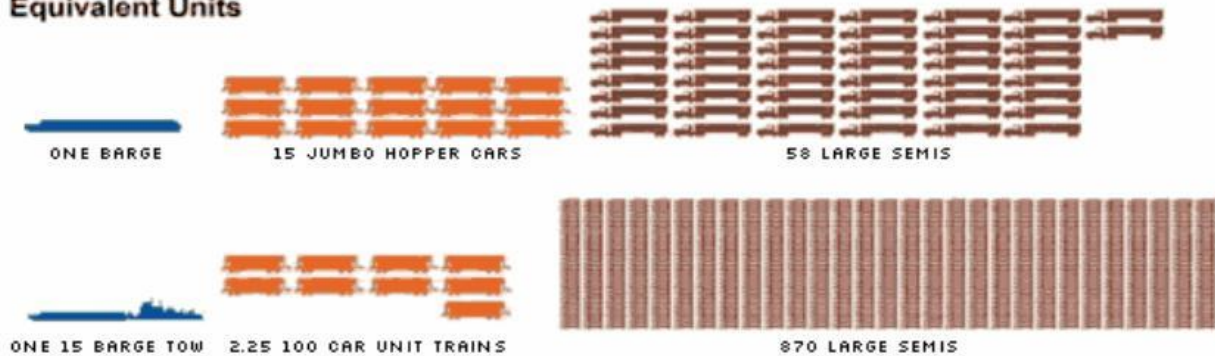 Equivalent Units
ONE BARGE
15 JUMBO HOPPER CARS
58 LARGE SEMIS
ONE 15 BARGE TOW
2.25 100 CAR UNIT TRAINS
870 LARGE SEMIS